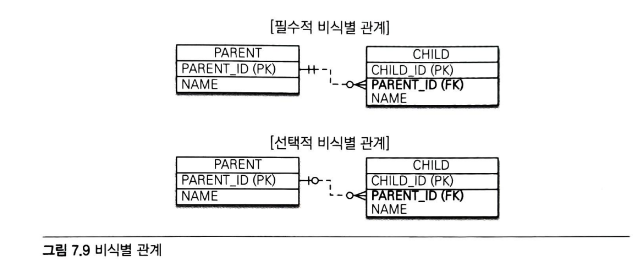 [필수적 비식별 관계]
PARENT
PARENT_ID (PK)
NAME
CHILD
CHILD_ID (PK)
PARENT_ID (FK)
NAME
[선택적 비식별 관계]
PARENT
PARENT_ID (PK)
NAME
CHILD
CHILD_ID (PK)
PARENT_ID (FK)
NAME
그림 7.9 비식별 관계